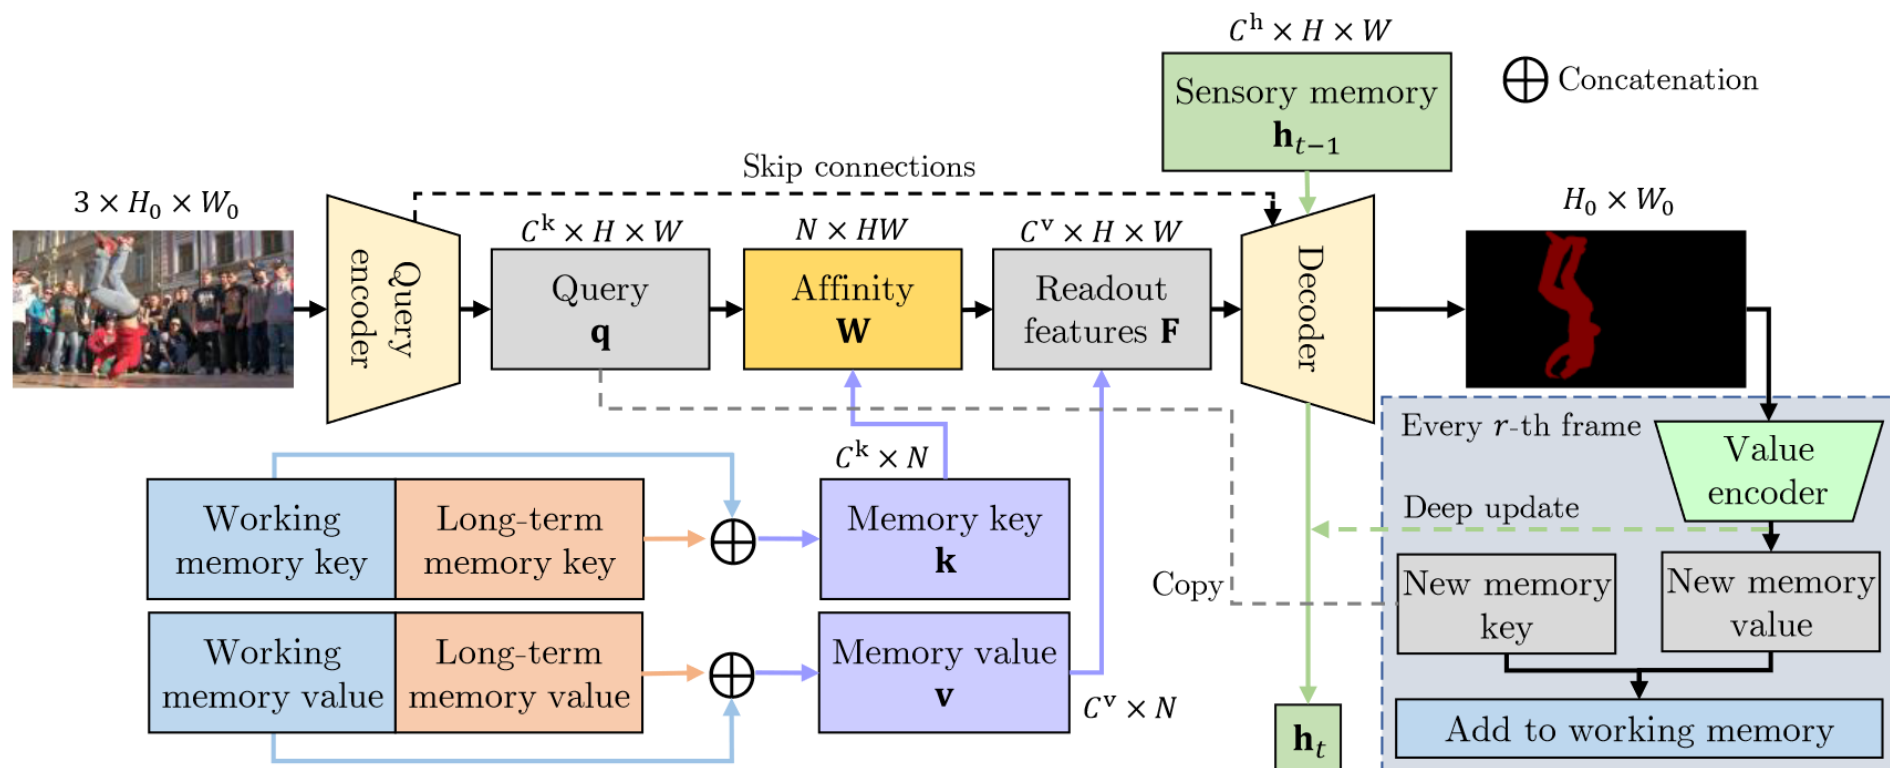 C^h × H × W
Sensory memory
h_{t−1}
⊕ Concatenation
Skip connections
3 × H_0 × W_0
Query
encoder
C^k × H × W
Query
q
N × HW
Affinity
W
C^v × H × W
Readout
features F
Decoder
H_0 × W_0
Every r-th frame
Value
encoder
Deep update
C^k × N
Working
memory key
Long-term
memory key
Memory key
k
Copy
New memory
key
New memory
value
Working
memory value
Long-term
memory value
Memory value
v
C^v × N
h_t
Add to working memory